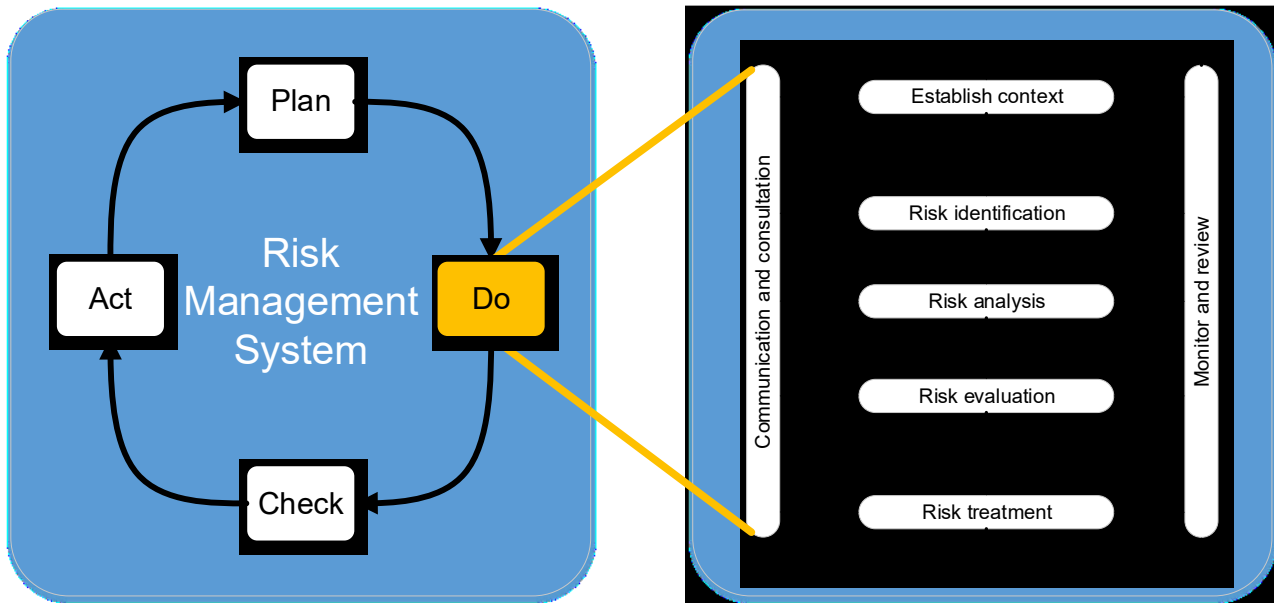 Plan
Do
Check
Act
Risk
Management
System
Communication and consultation
Establish context
Risk identification
Risk analysis
Risk evaluation
Risk treatment
Monitor and review